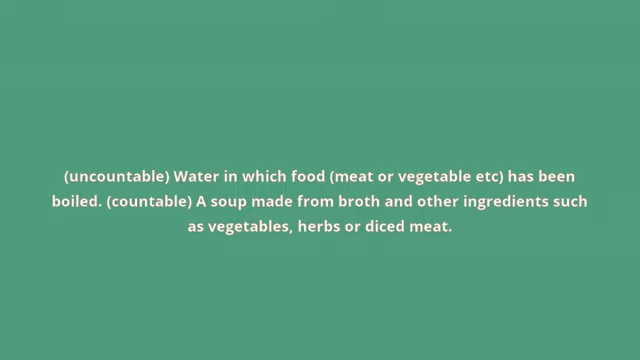 (uncountable) Water in which food (meat or vegetable etc) has been
boiled. (countable) A soup made from broth and other ingredients such
as vegetables, herbs or diced meat.